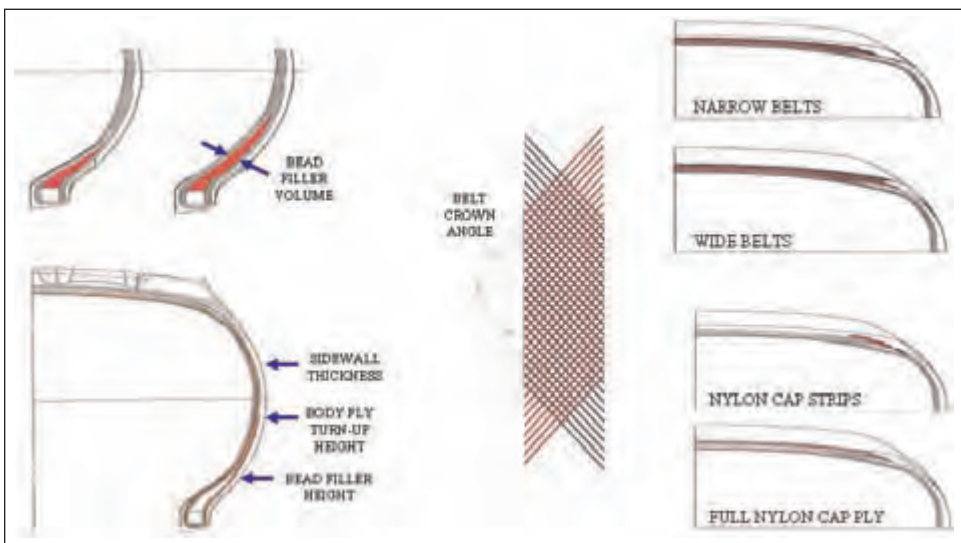 BEAD
FILLER
VOLUME
SIDEWALL
THICKNESS
BODY PLY
TURN-UP
HEIGHT
BEAD FILLER
HEIGHT
BELT
CROWN
ANGLE
NARROW BELTS
WIDE BELTS
NYLON CAP STRIPS
FULL NYLON CAP PLY